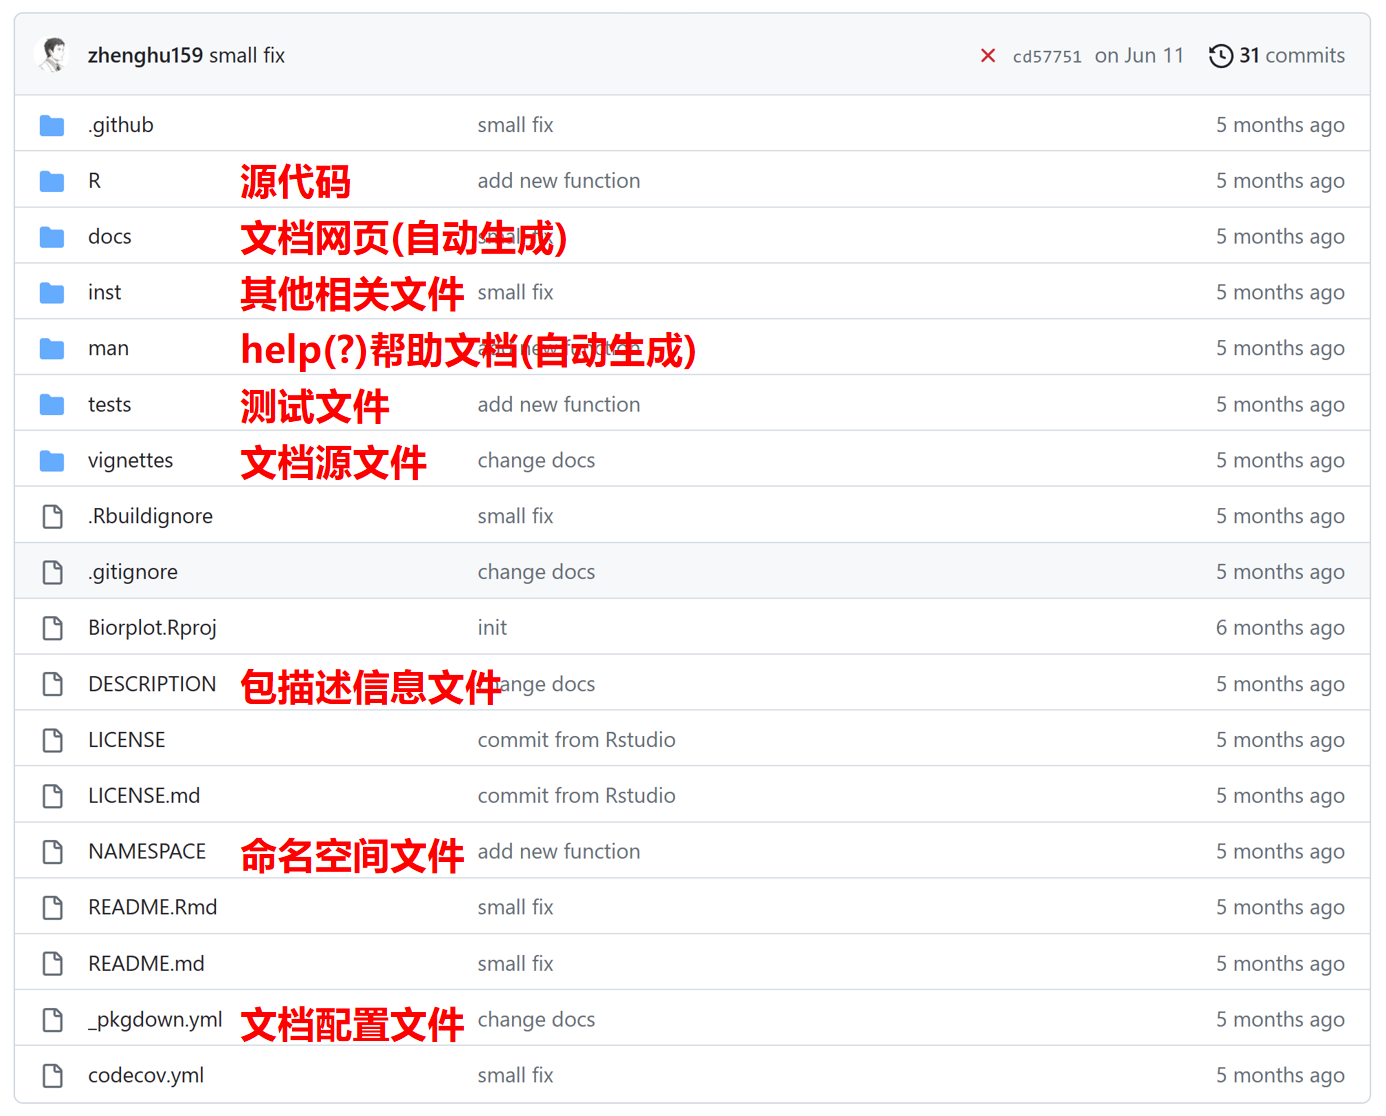 zhenghu159 small fix cd57751 on Jun 11 31 commits
.github small fix 5 months ago
R 源代码 add new function 5 months ago
docs 文档网页(自动生成) small fix 5 months ago
inst 其他相关文件 small fix 5 months ago
man help(?)帮助文档(自动生成) add new function 5 months ago
tests 测试文件 add new function 5 months ago
vignettes 文档源文件 change docs 5 months ago
.Rbuildignore small fix 5 months ago
.gitignore change docs 5 months ago
Biorplot.Rproj init 6 months ago
DESCRIPTION 包描述信息文件 change docs 5 months ago
LICENSE commit from Rstudio 5 months ago
LICENSE.md commit from Rstudio 5 months ago
NAMESPACE 命名空间文件 add new function 5 months ago
README.Rmd small fix 5 months ago
README.md small fix 5 months ago
_pkgdown.yml 文档配置文件 change docs 5 months ago
codecov.yml small fix 5 months ago